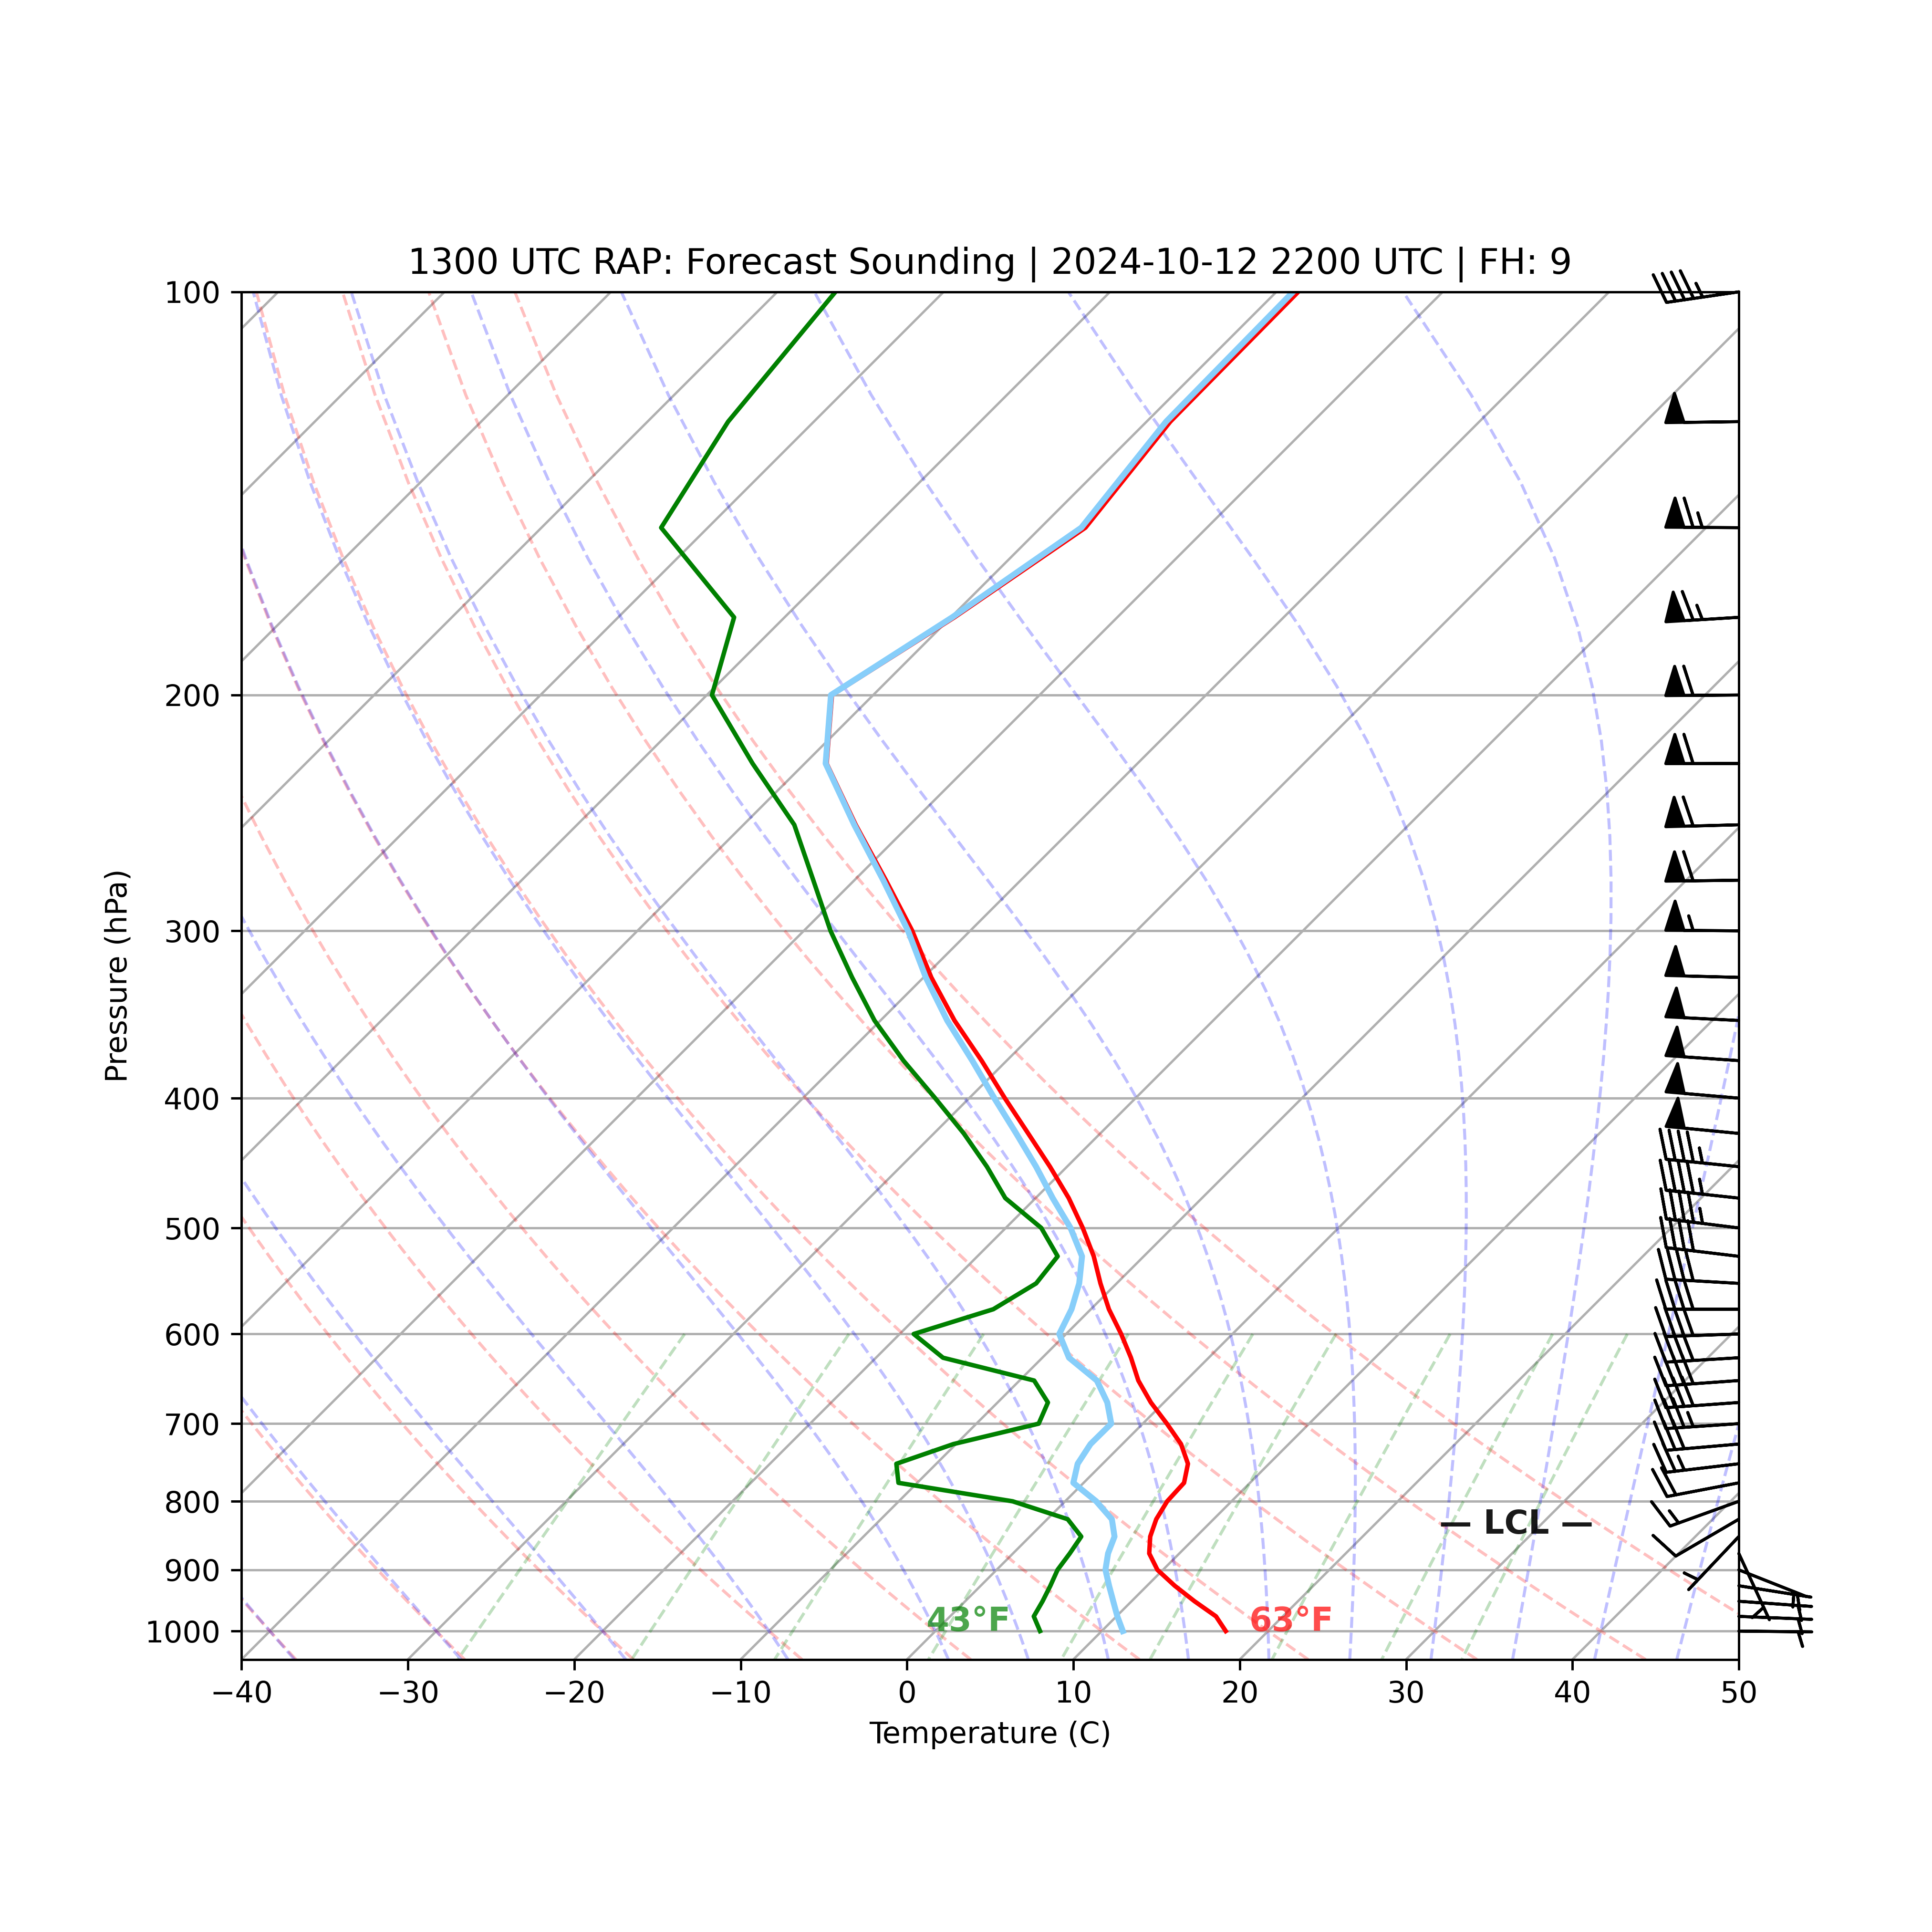 1300 UTC RAP: Forecast Sounding | 2024-10-12 2200 UTC | FH: 9
100
200
300
400
500
600
700
800
900
1000
Pressure (hPa)
— LCL —
43°F
63°F
−40 −30 −20 −10 0 10 20 30 40 50
Temperature (C)